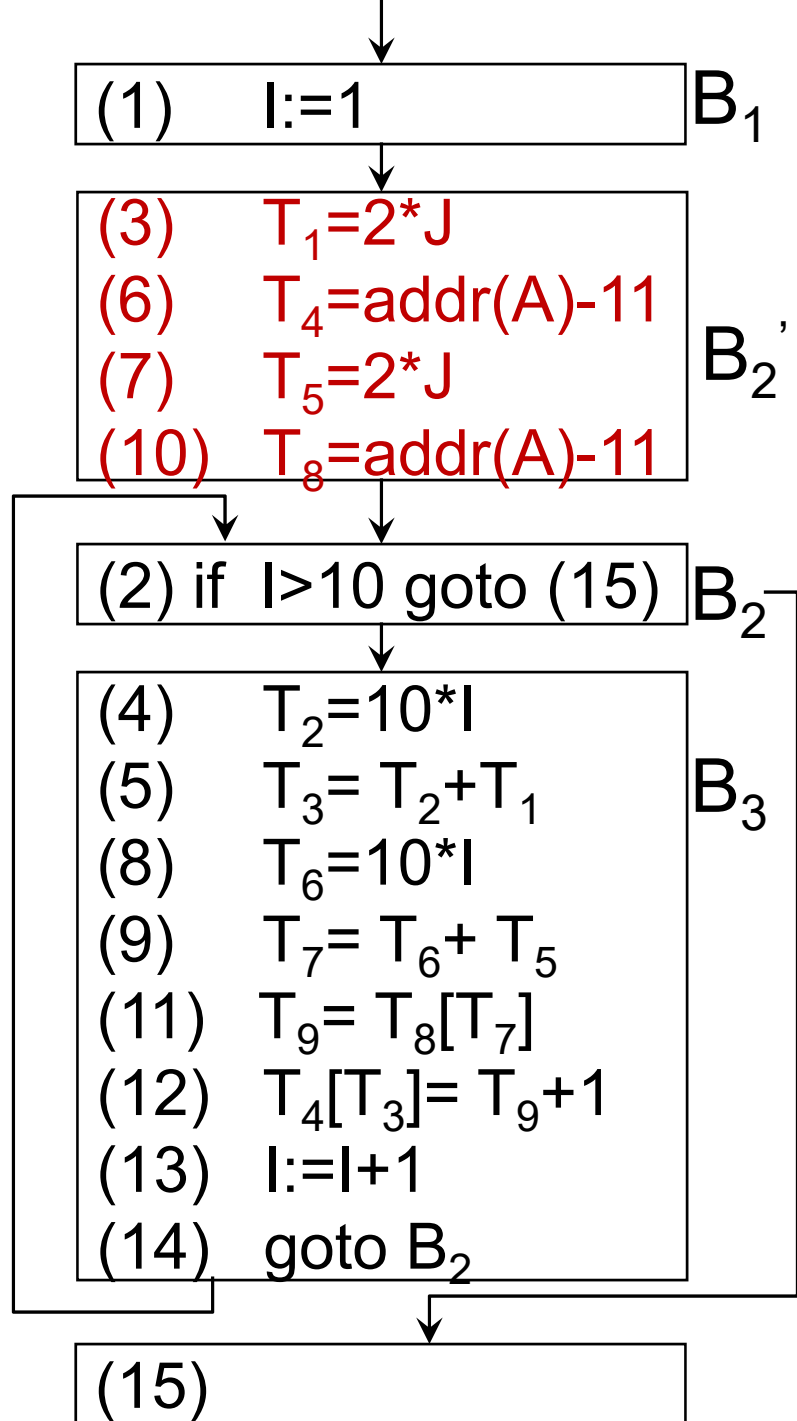 (1) I:=1 B₁
(3) T₁=2*J
(6) T₄=addr(A)-11
B₂’
(7) T₅=2*J
(10) T₈=addr(A)-11
(2) if I>10 goto (15) B₂
(4) T₂=10*I
(5) T₃= T₂+T₁ B₃
(8) T₆=10*I
(9) T₇= T₆+ T₅
(11) T₉= T₈[T₇]
(12) T₄[T₃]= T₉+1
(13) I:=I+1
(14) goto B₂
(15)